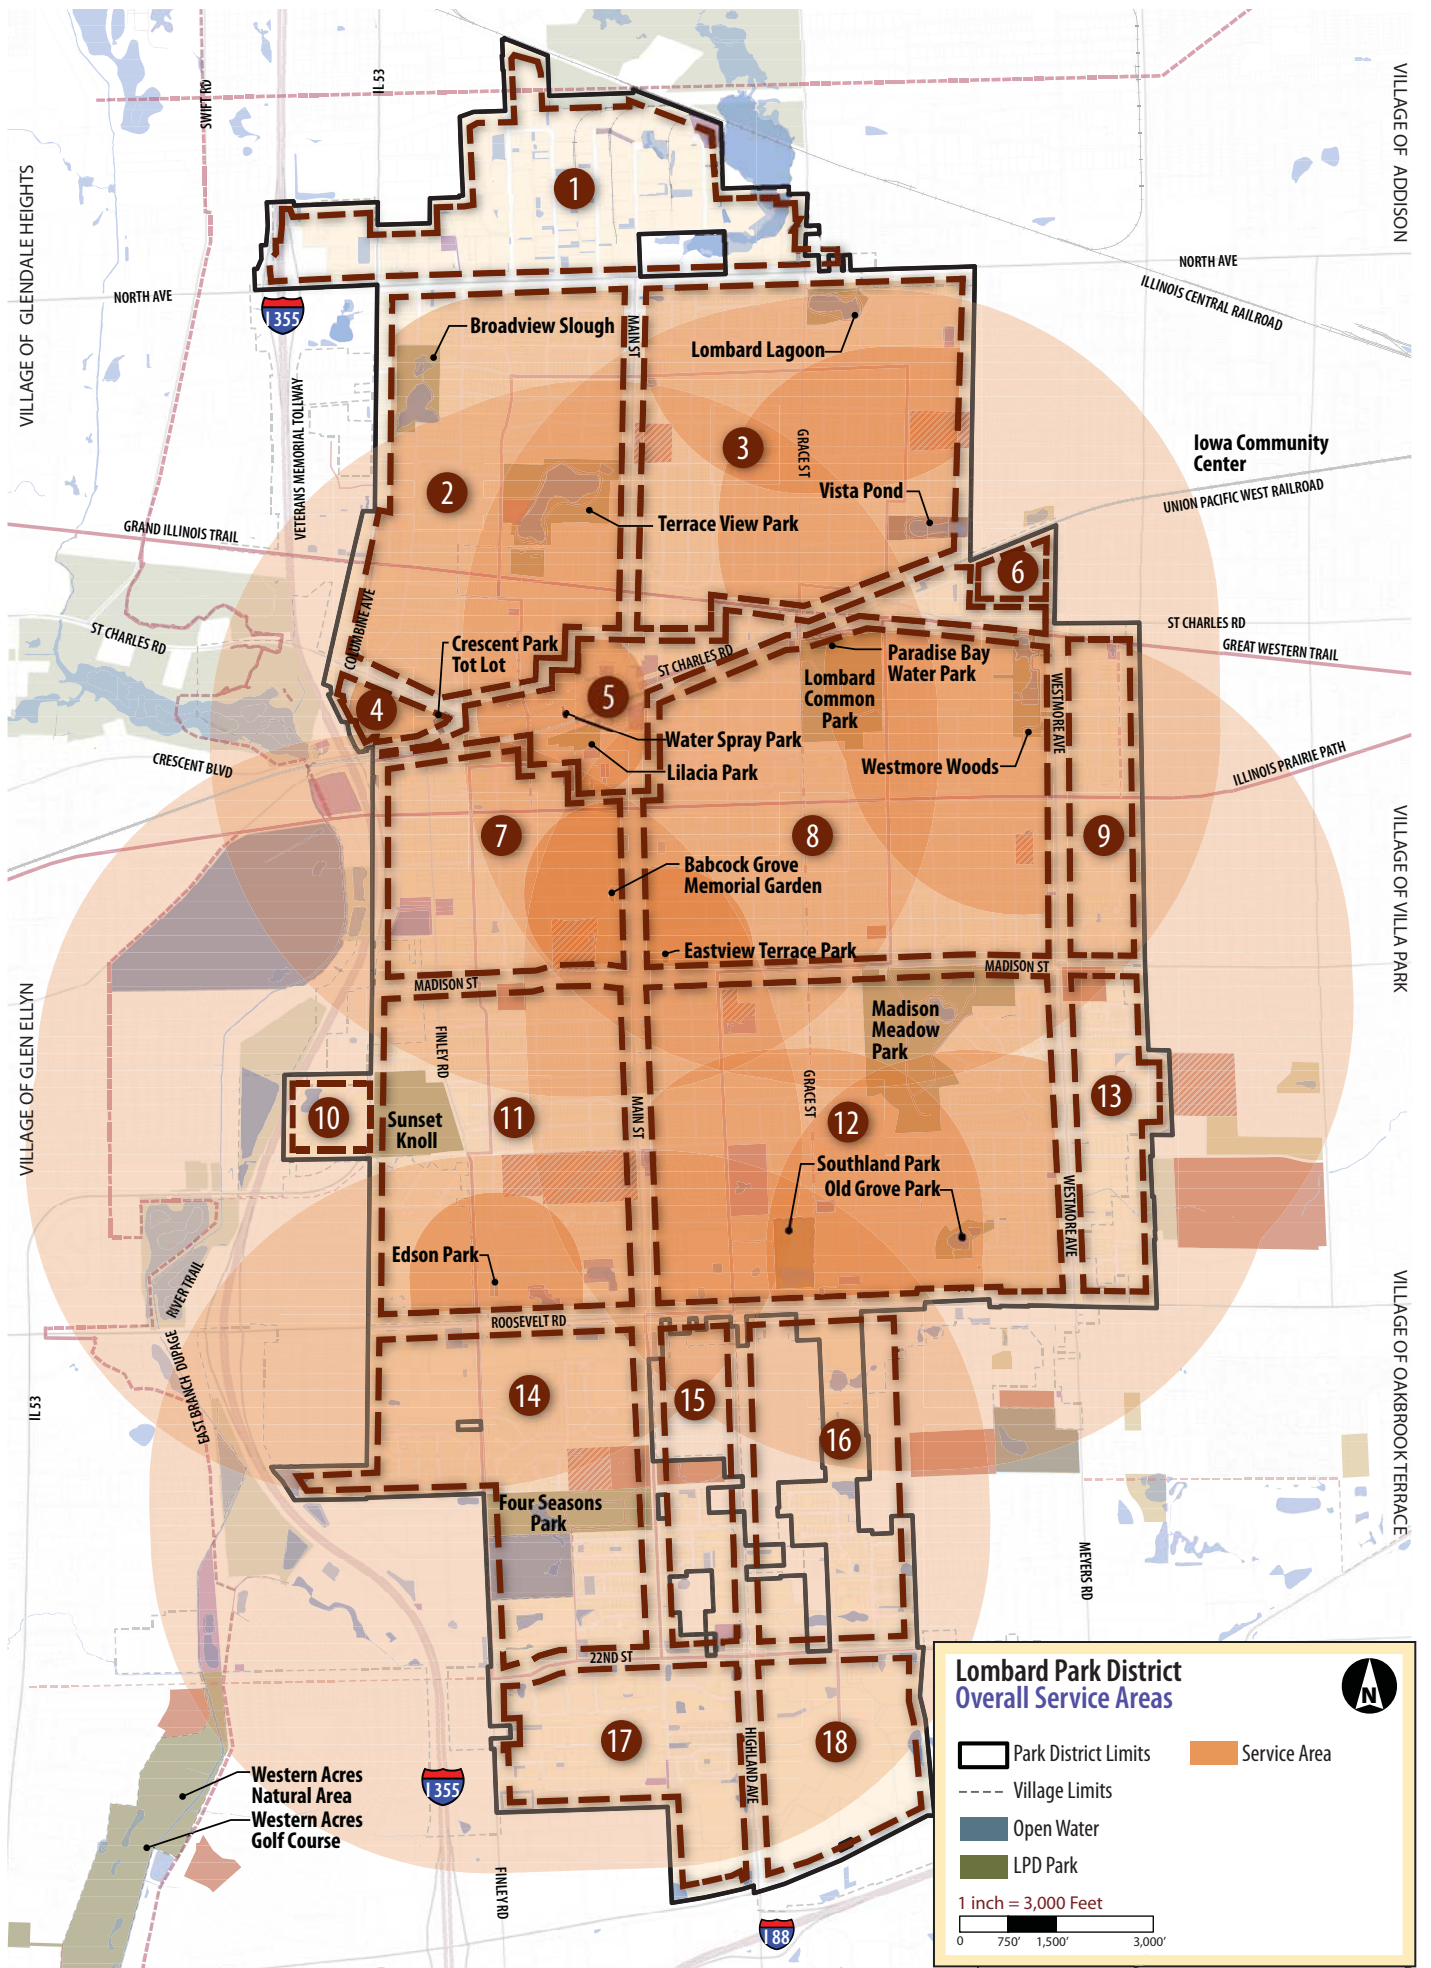 SWIFT RD
IL 53
VILLAGE OF ADDISON
VILLAGE OF GLENDALE HEIGHTS
1
NORTH AVE
NORTH AVE
ILLINOIS CENTRAL RAILROAD
I 355
Broadview Slough
MAIN ST
Lombard Lagoon
VETERANS MEMORIAL TOLLWAY
3
GRACE ST
Iowa Community
Center
2
Vista Pond
UNION PACIFIC WEST RAILROAD
Terrace View Park
GRAND ILLINOIS TRAIL
6
COLUMBINE AVE
ST CHARLES RD
ST CHARLES RD
GREAT WESTERN TRAIL
Crescent Park
Tot Lot
ST CHARLES RD
Paradise Bay
Water Park
Lombard
Common
Park
5
4
WESTMORE AVE
Water Spray Park
Lilacia Park
Westmore Woods
CRESCENT BLVD
ILLINOIS PRAIRIE PATH
7
8
9
VILLAGE OF VILLA PARK
Babcock Grove
Memorial Garden
Eastview Terrace Park
MADISON ST
MADISON ST
VILLAGE OF GLEN ELLYN
FINLEY RD
Madison
Meadow
Park
GRACE ST
MAIN ST
10
Sunset
Knoll
11
12
13
Southland Park
Old Grove Park
WESTMORE AVE
Edson Park
RIVER TRAIL
EAST BRANCH DUPAGE
ROOSEVELT RD
VILLAGE OF OAKBROOK TERRACE
IL 53
14
15
16
Four Seasons
Park
MEYERS RD
22ND ST
17
18
HIGHLAND AVE
Western Acres
Natural Area
Western Acres
Golf Course
I 355
FINLEY RD
I 88
Lombard Park District
Overall Service Areas
N
Park District Limits
Service Area
Village Limits
Open Water
LPD Park
1 inch = 3,000 Feet
0 750' 1,500' 3,000'